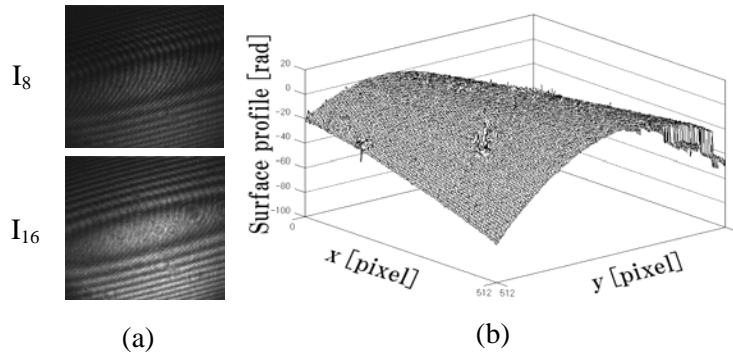 I8
I16
(a)
(b)
Surface profile [rad]
20
0
-20
-40
-60
-80
-100
0
x [pixel]
512
512
y [pixel]